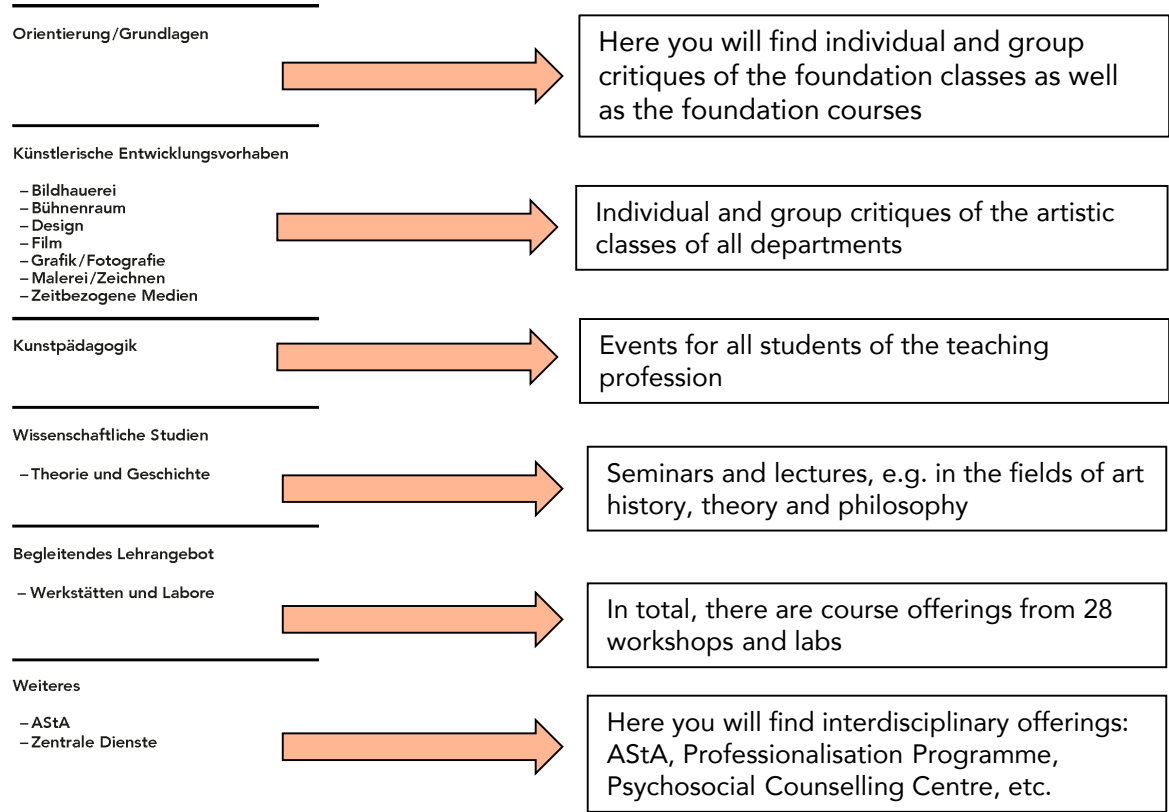 Orientierung/Grundlagen
Here you will find individual and group
critiques of the foundation classes as well
as the foundation courses
Künstlerische Entwicklungsvorhaben
– Bildhauerei
– Bühnenraum
– Design
– Film
– Grafik/Fotografie
– Malerei/Zeichnen
– Zeitbezogene Medien
Individual and group critiques of the artistic
classes of all departments
Kunstpädagogik
Events for all students of the teaching
profession
Wissenschaftliche Studien
– Theorie und Geschichte
Seminars and lectures, e.g. in the fields of art
history, theory and philosophy
Begleitendes Lehrangebot
– Werkstätten und Labore
In total, there are course offerings from 28
workshops and labs
Weiteres
– AStA
– Zentrale Dienste
Here you will find interdisciplinary offerings:
AStA, Professionalisation Programme,
Psychosocial Counselling Centre, etc.